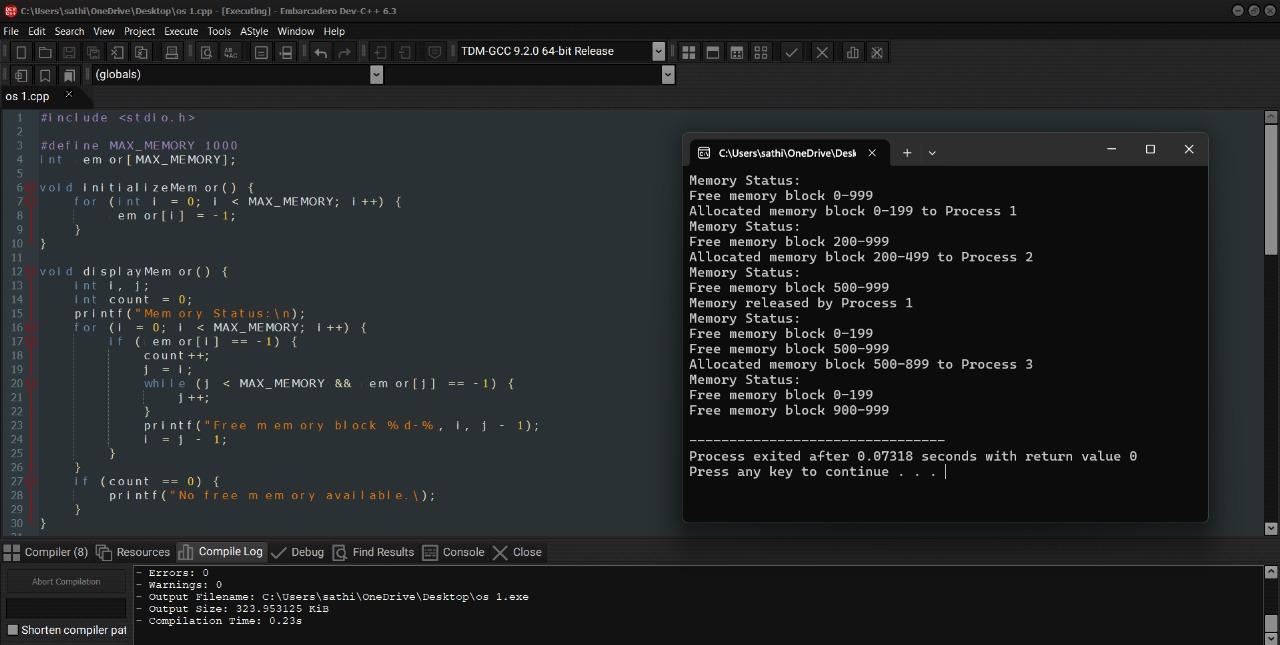 C:\Users\sathi\OneDrive\Desktop\os 1.cpp - [Executing] - Embarcadero Dev-C++ 6.3
File Edit Search View Project Execute Tools AStyle Window Help
TDM-GCC 9.2.0 64-bit Release
(globals)
os 1.cpp
1 #include <stdio.h>
2
3 #define MAX_MEMORY 1000
4 int em or[MAX_MEMORY];
5
6 void initializeMem or() {
7 for (int i = 0; i < MAX_MEMORY; i++) {
8 em or[i] = -1;
9 }
10 }
11
12 void displayMem or() {
13 int i, j;
14 int count = 0;
15 printf("Mem ory Status:\n);
16 for (i = 0; i < MAX_MEMORY; i++) {
17 if ( em or[i] == -1) {
18 count++;
19 j = i;
20 while (j < MAX_MEMORY && em or[j] == -1) {
21 j++;
22 }
23 printf("Free m em ory block %d-%, i, j - 1);
24 i = j - 1;
25 }
26 }
27 if (count == 0) {
28 printf("No free m em ory available.\);
29 }
30 }
C:\Users\sathi\OneDrive\Desk
Memory Status:
Free memory block 0-999
Allocated memory block 0-199 to Process 1
Memory Status:
Free memory block 200-999
Allocated memory block 200-499 to Process 2
Memory Status:
Free memory block 500-999
Memory released by Process 1
Memory Status:
Free memory block 0-199
Free memory block 500-999
Allocated memory block 500-899 to Process 3
Memory Status:
Free memory block 0-199
Free memory block 900-999
--------------------------------
Process exited after 0.07318 seconds with return value 0
Press any key to continue . . .
Compiler (8) Resources Compile Log Debug Find Results Console Close
Abort Compilation
Shorten compiler pat
- Errors: 0
- Warnings: 0
- Output Filename: C:\Users\sathi\OneDrive\Desktop\os 1.exe
- Output Size: 323.953125 KiB
- Compilation Time: 0.23s